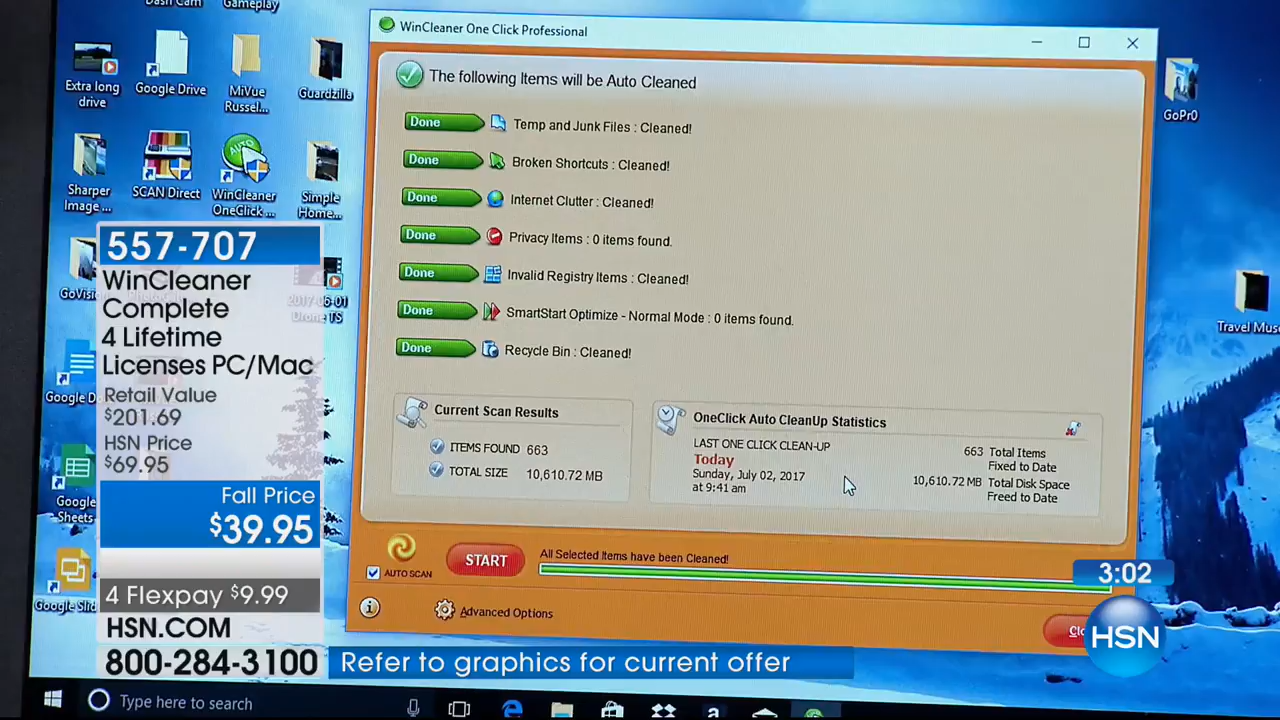 Dash Cam
Gameplay
Extra long
drive
Google Drive
MiVue
Russel...
Guardzilla
Sharper
Image ...
SCAN Direct
WinCleaner
OneClick ...
Simple
Home...
GoPr0
2017-06-01
Drone TS
Google
Sheets
WinCleaner One Click Professional
The following Items will be Auto Cleaned
Done Temp and Junk Files : Cleaned!
Done Broken Shortcuts : Cleaned!
Done Internet Clutter : Cleaned!
Done Privacy Items : 0 items found.
Done Invalid Registry Items : Cleaned!
Done SmartStart Optimize - Normal Mode : 0 items found.
Done Recycle Bin : Cleaned!
Current Scan Results
ITEMS FOUND 663
TOTAL SIZE 10,610.72 MB
OneClick Auto CleanUp Statistics
LAST ONE CLICK CLEAN-UP
Today
Sunday, July 02, 2017
at 9:41 am
663 Total Items
Fixed to Date
10,610.72 MB Total Disk Space
Freed to Date
AUTO SCAN
START
All Selected Items have been Cleaned!
Advanced Options
557-707
WinCleaner
Complete
4 Lifetime
Licenses PC/Mac
Retail Value
$201.69
HSN Price
$69.95
Fall Price
$39.95
4 Flexpay $9.99
HSN.COM
800-284-3100
Refer to graphics for current offer
3:02
HSN
Type here to search